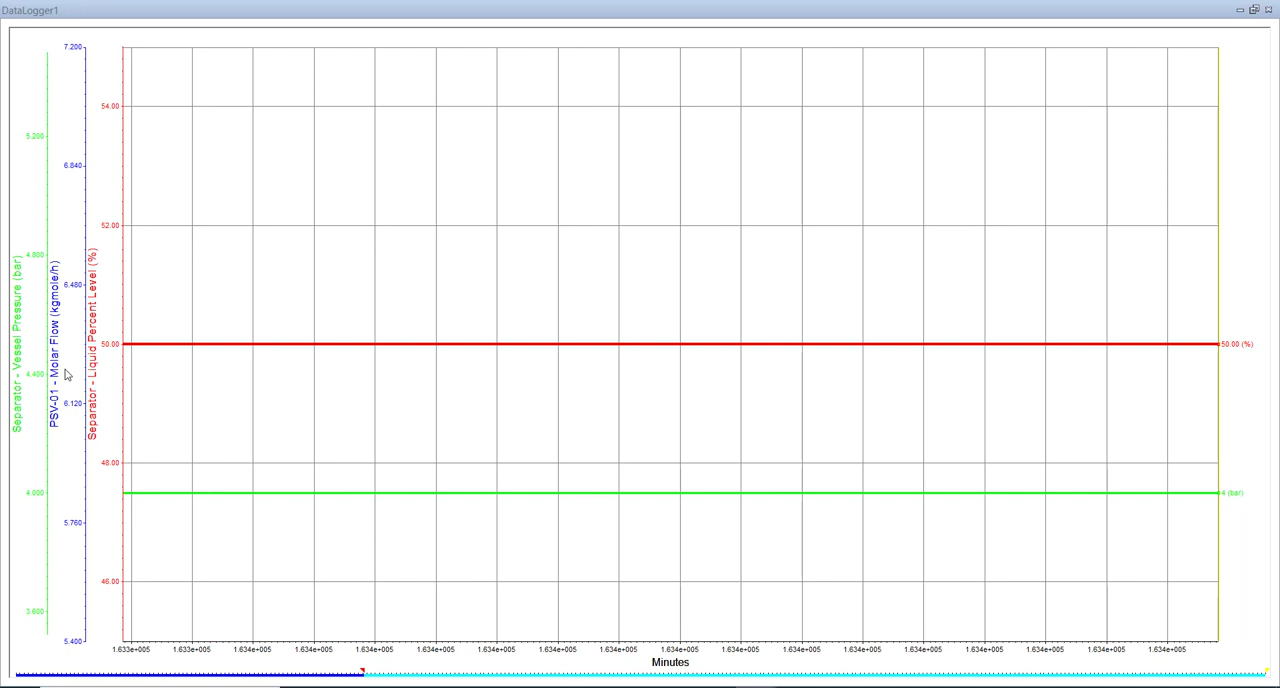 DataLogger1
Separator - Vessel Pressure (bar)
5.200
4.800
4.400
4.000
3.600
PSV-01 - Molar Flow (kgmole/h)
7.200
6.840
6.480
6.120
5.760
5.400
Separator - Liquid Percent Level (%)
54.00
52.00
50.00
48.00
46.00
50.00 (%)
4 (bar)
1.633e+005 1.633e+005 1.634e+005 1.634e+005 1.634e+005 1.634e+005 1.634e+005 1.634e+005 1.634e+005 1.634e+005 1.634e+005 1.634e+005 1.634e+005 1.634e+005 1.634e+005 1.634e+005 1.634e+005 1.634e+005
Minutes